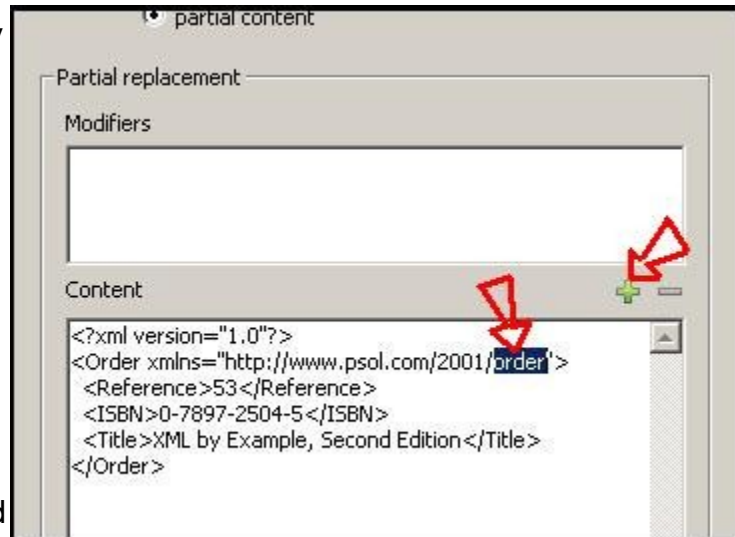 partial content
Partial replacement
Modifiers
Content
<?xml version="1.0"?>
<Order xmlns="http://www.psol.com/2001/order">
<Reference>53</Reference>
<ISBN>0-7897-2504-5</ISBN>
<Title>XML by Example, Second Edition</Title>
</Order>